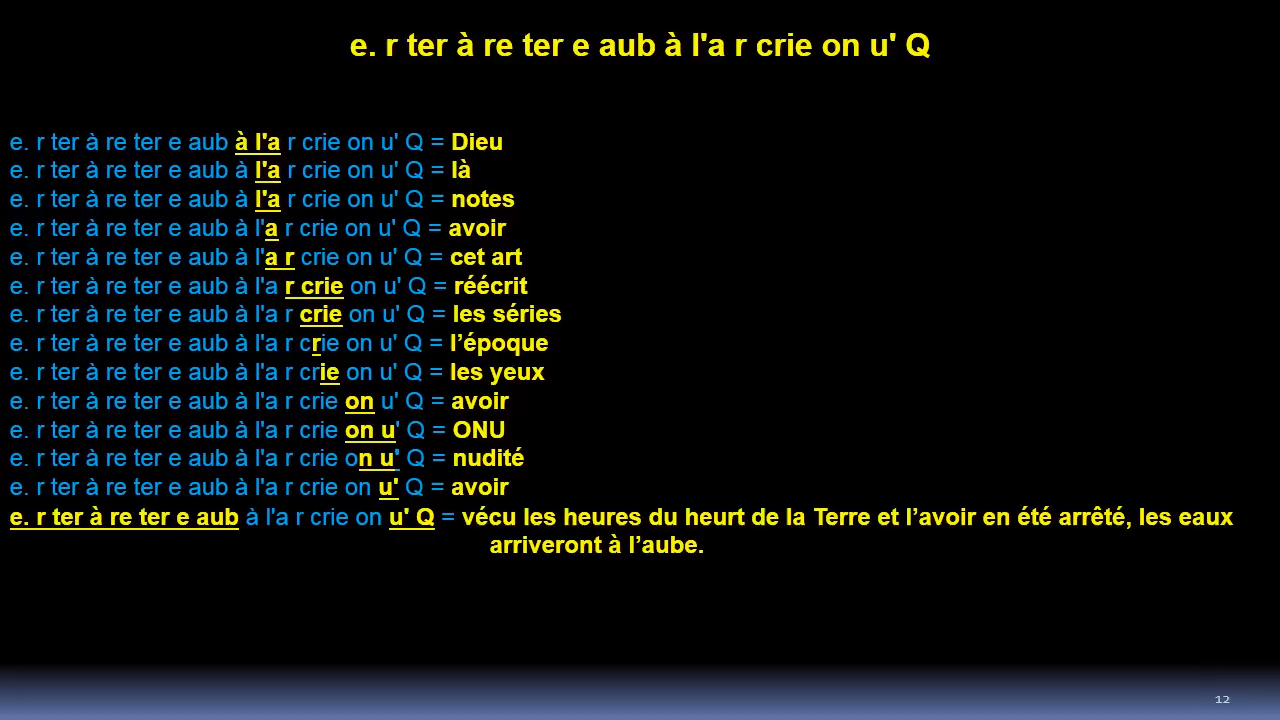 e. r ter à re ter e aub à l'a r crie on u' Q
e. r ter à re ter e aub à l'a r crie on u' Q = Dieu
e. r ter à re ter e aub à l'a r crie on u' Q = là
e. r ter à re ter e aub à l'a r crie on u' Q = notes
e. r ter à re ter e aub à l'a r crie on u' Q = avoir
e. r ter à re ter e aub à l'a r crie on u' Q = cet art
e. r ter à re ter e aub à l'a r crie on u' Q = réécrit
e. r ter à re ter e aub à l'a r crie on u' Q = les séries
e. r ter à re ter e aub à l'a r crie on u' Q = l’époque
e. r ter à re ter e aub à l'a r crie on u' Q = les yeux
e. r ter à re ter e aub à l'a r crie on u' Q = avoir
e. r ter à re ter e aub à l'a r crie on u' Q = ONU
e. r ter à re ter e aub à l'a r crie on u' Q = nudité
e. r ter à re ter e aub à l'a r crie on u' Q = avoir
e. r ter à re ter e aub à l'a r crie on u' Q = vécu les heures du heurt de la Terre et l’avoir en été arrêté, les eaux
arriveront à l’aube.
12